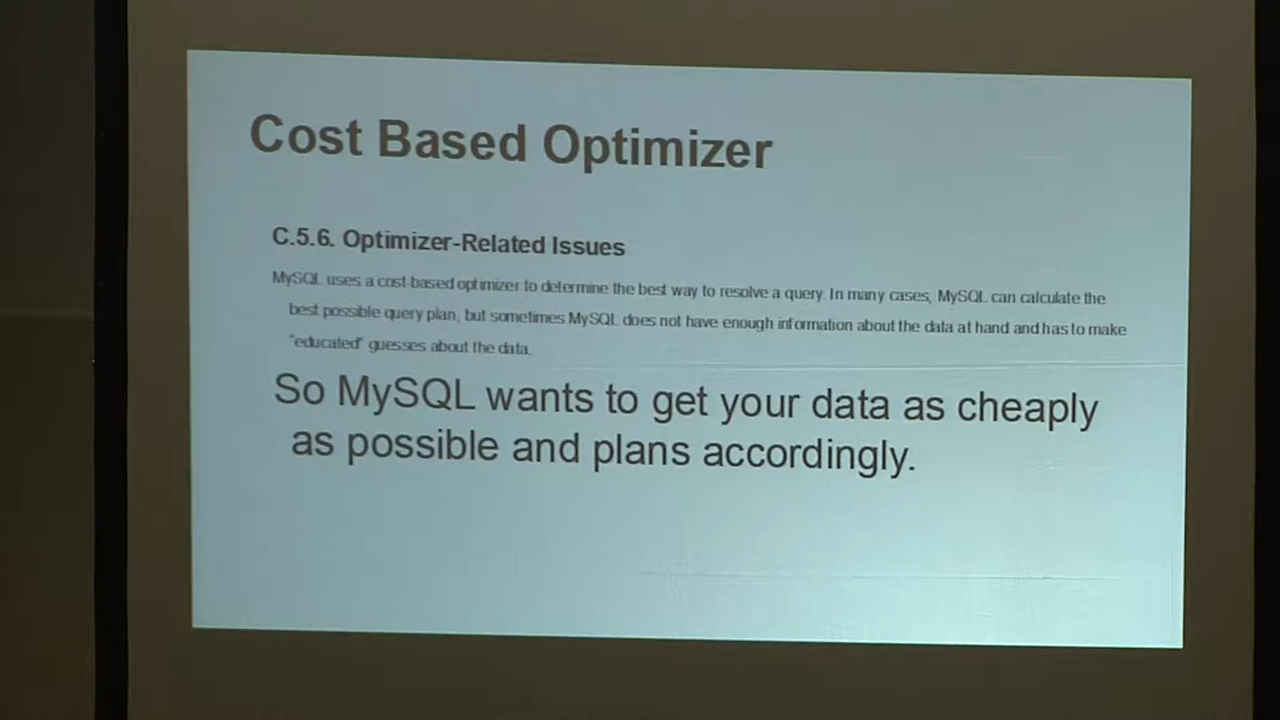 Cost Based Optimizer
C.5.6. Optimizer-Related Issues
MySQL uses a cost-based optimizer to determine the best way to resolve a query. In many cases, MySQL can calculate the
best possible query plan, but sometimes MySQL does not have enough information about the data at hand and has to make
"educated" guesses about the data.
So MySQL wants to get your data as cheaply
as possible and plans accordingly.